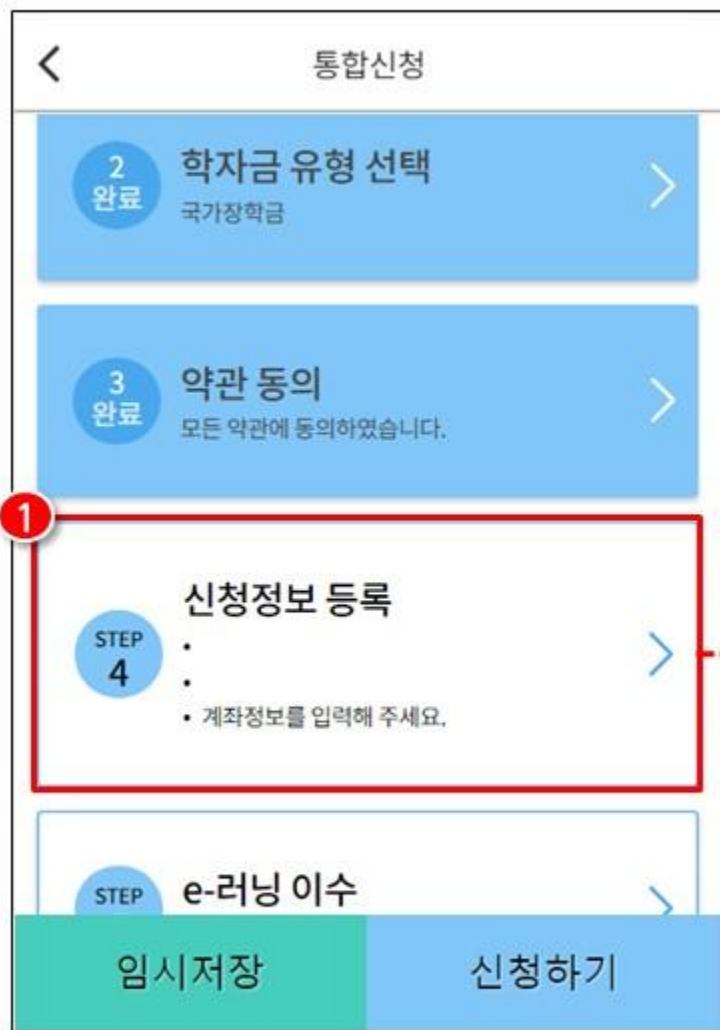 통합신청
2
완료
학자금 유형 선택
국가장학금
3
완료
약관 동의
모든 약관에 동의하였습니다.
1
신청정보 등록
STEP
4
•
•
• 계좌정보를 입력해 주세요.
STEP
e-러닝 이수
임시저장
신청하기